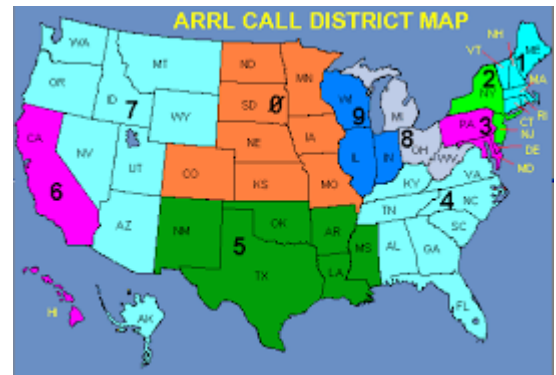 ARRL CALL DISTRICT MAP
NH
VT
ME
1
WA
MT
ND
MN
OR
ID
7
SD
Ø
WI
9
MI
2
NY
MA
RI
CT
NJ
WY
NE
IA
PA
3
DE
MD
CA
NV
UT
CO
KS
MO
IL
IN
8
OH
WV
VA
KY
6
AZ
NM
OK
5
TX
AR
LA
MS
TN
4
NC
SC
AL
GA
FL
HI
AK